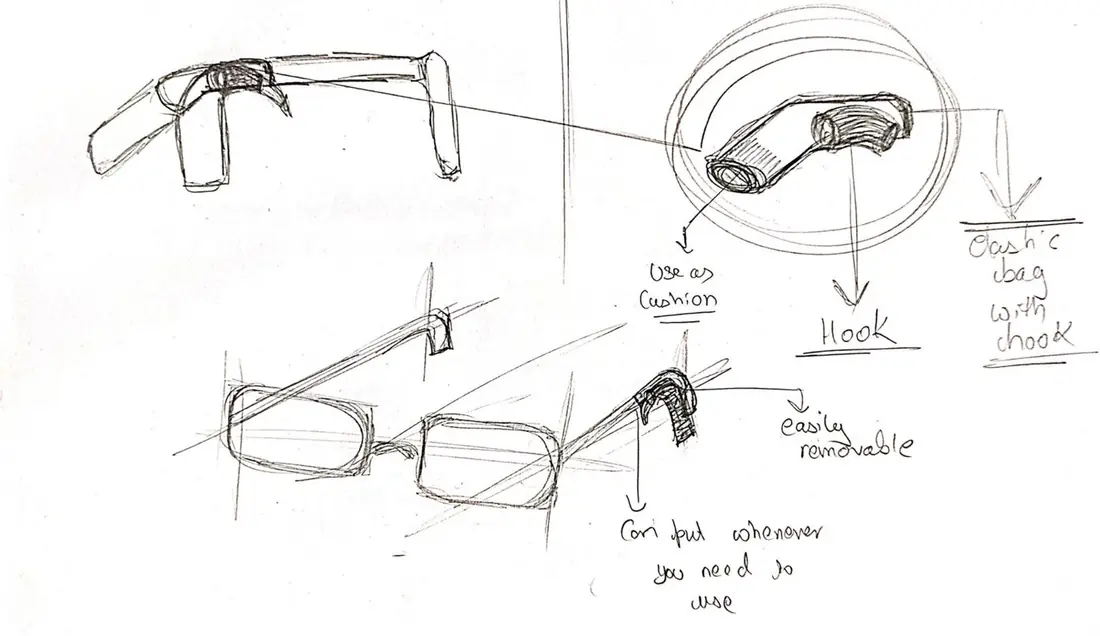 Use as
Cushion
Hook
Elastic
bag
with
hook
easily
removable
Can put whenever
you need to
use